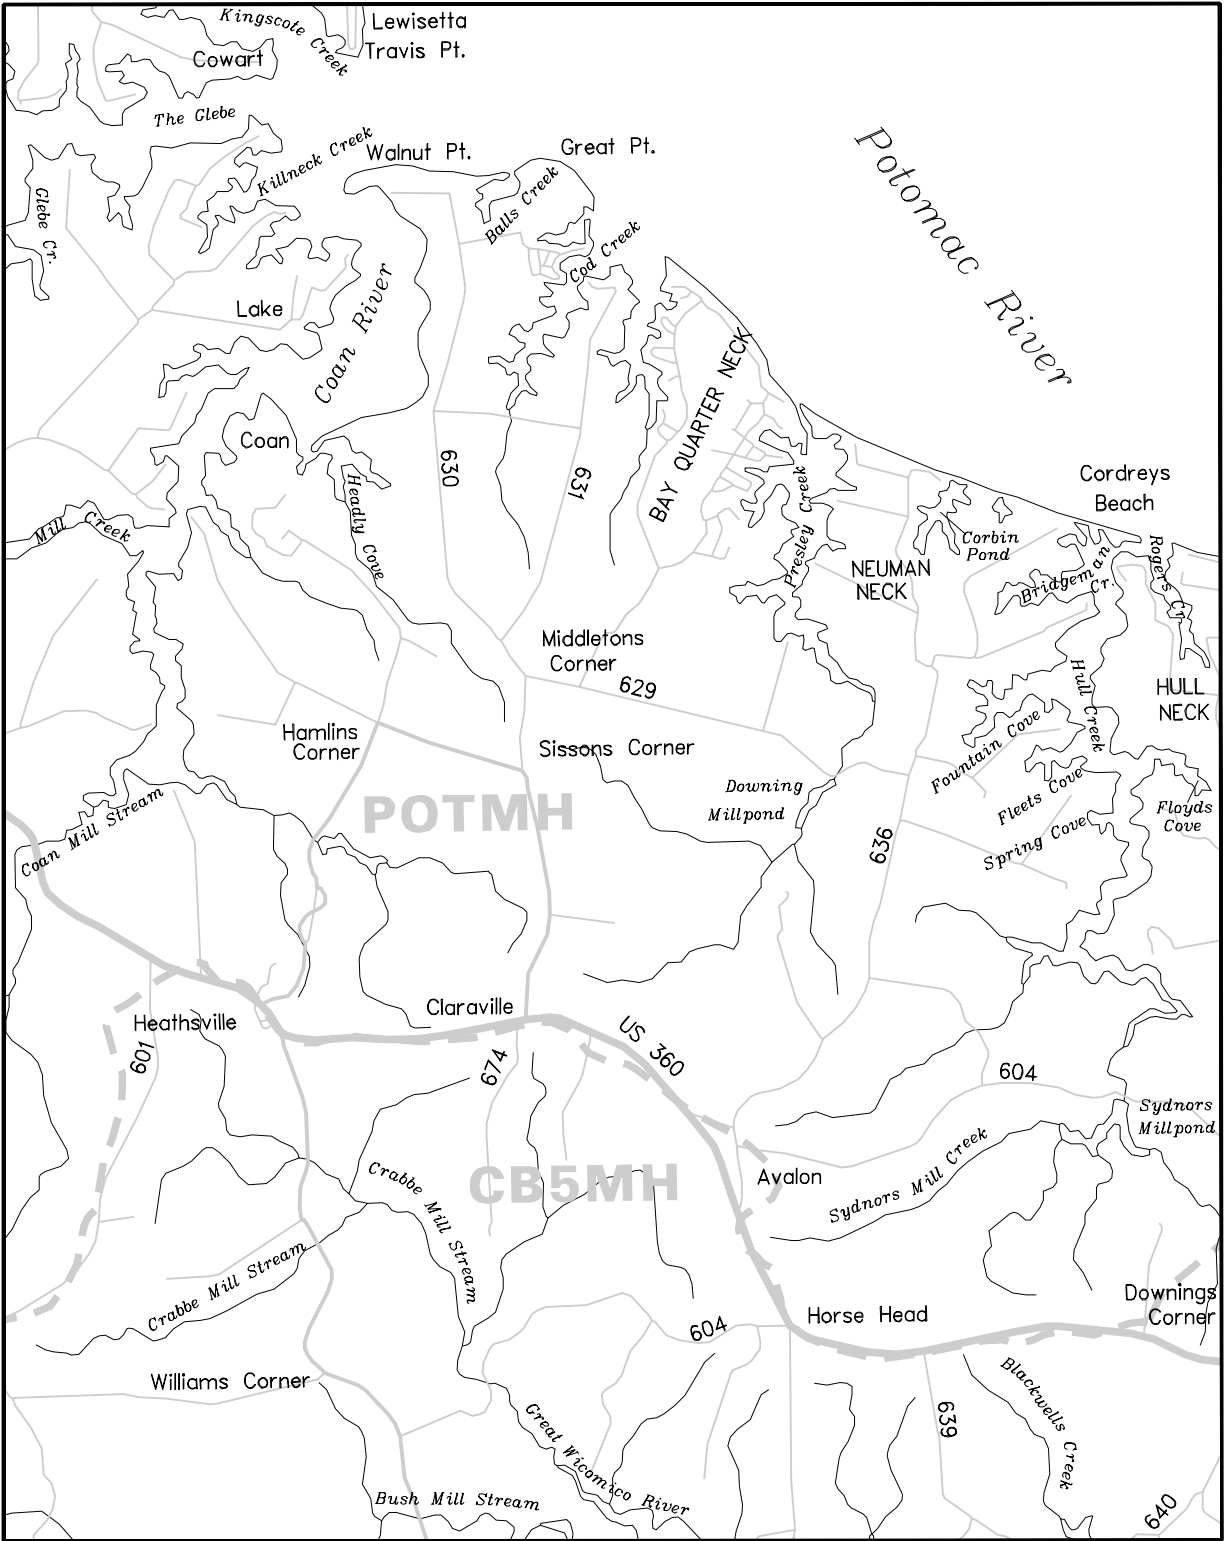 Kingscote Creek
Lewisetta
Travis Pt.
Cowart
The Glebe
Killneck Creek
Walnut Pt.
Great Pt.
Potomac River
Glebe Cr.
Balls Creek
Cod Creek
Lake
Coan River
BAY QUARTER NECK
Coan
630
631
Headly Cove
Presley Creek
Cordreys
Beach
Mill Creek
Corbin
Pond
Rogers Cr.
Bridgeman
Cr.
NEUMAN
NECK
Middletons
Corner
629
Hull Creek
HULL
NECK
Hamlins
Corner
Sissons Corner
Fountain Cove
Downing
Millpond
Fleets Cove
Floyds
Cove
POTMH
Coan Mill Stream
636
Spring Cove
Heathsville
Claraville
US 360
601
674
604
Sydnors
Millpond
Avalon
CB5MH
Sydnors Mill Creek
Crabbe Mill Stream
Crabbe Mill Stream
Downings
Corner
Horse Head
604
Williams Corner
Blackwells Creek
639
Great Wicomico River
Bush Mill Stream
640